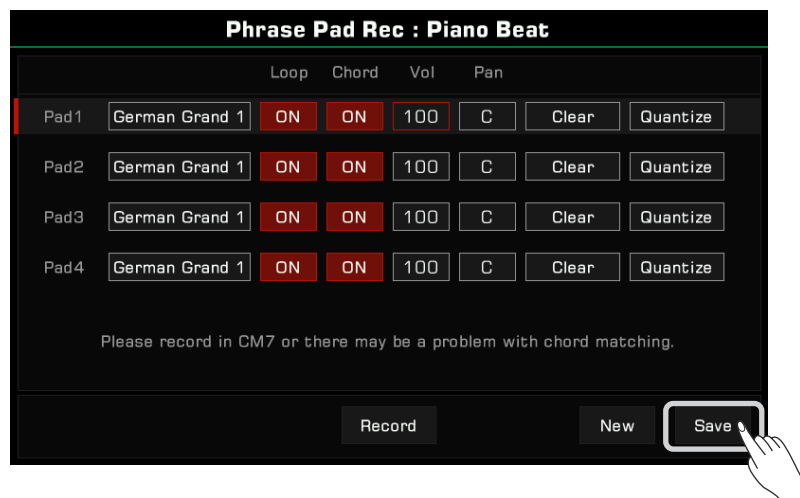 Phrase Pad Rec : Piano Beat
Loop Chord Vol Pan
Pad1 German Grand 1 ON ON 100 C Clear Quantize
Pad2 German Grand 1 ON ON 100 C Clear Quantize
Pad3 German Grand 1 ON ON 100 C Clear Quantize
Pad4 German Grand 1 ON ON 100 C Clear Quantize
Please record in CM7 or there may be a problem with chord matching.
Record New Save